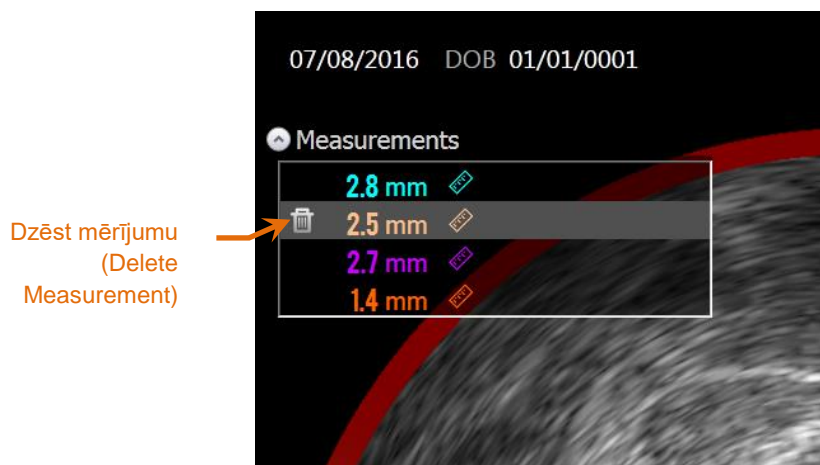 07/08/2016 DOB 01/01/0001
Measurements
2.8 mm
2.5 mm
2.7 mm
1.4 mm
Dzēst mērījumu
(Delete
Measurement)